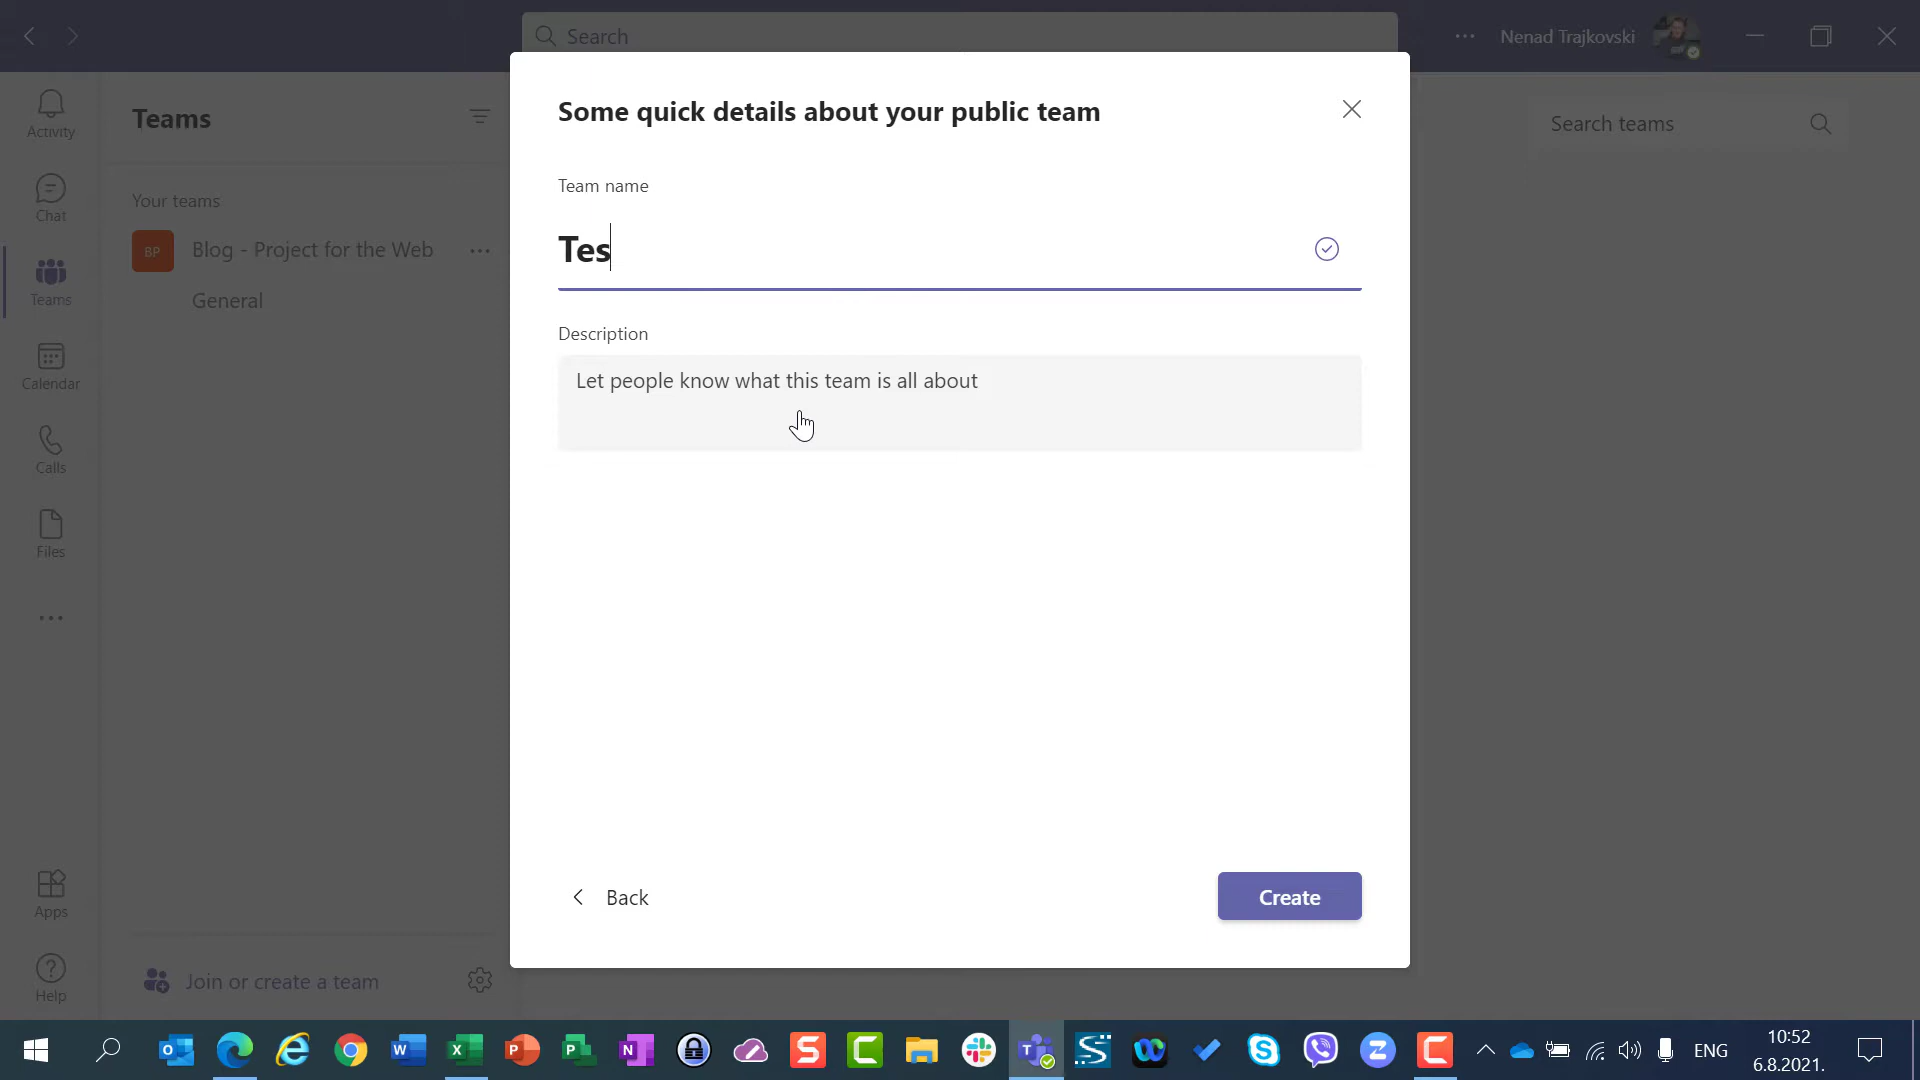 Search
Nenad Trajkovski
Activity
Chat
Teams
Calendar
Calls
Files
Apps
Help
Teams
Your teams
BP
Blog - Project for the Web
General
Join or create a team
Search teams
Some quick details about your public team
Team name
Tes
Description
Let people know what this team is all about
Back
Create
ENG
10:52
6.8.2021.